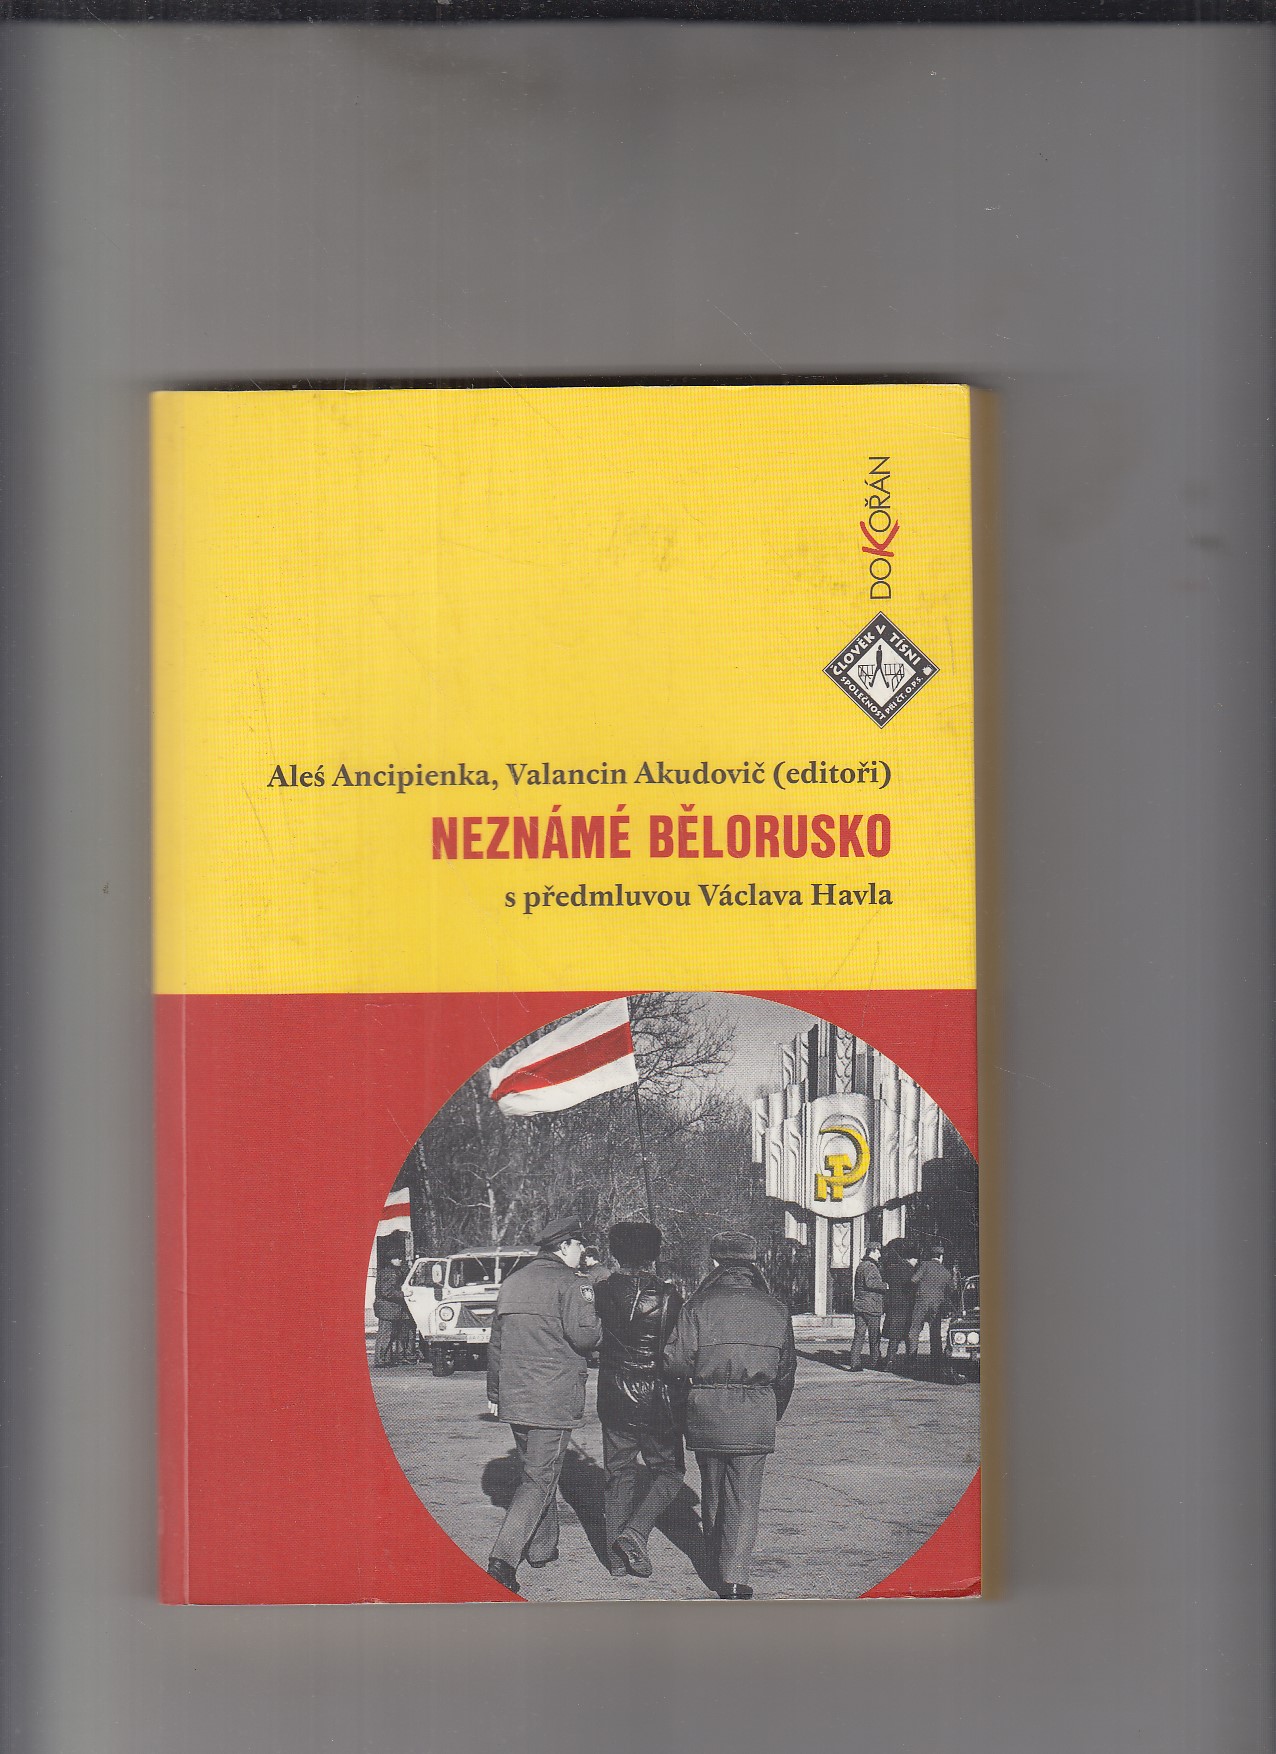 DOKOŘÁN
ČLOVĚK V TÍSNI
SPOLEČNOST PŘI ČT, O.P.S.
Aleś Ancipienka, Valancin Akudovič (editoři)
NEZNÁMÉ BĚLORUSKO
s předmluvou Václava Havla